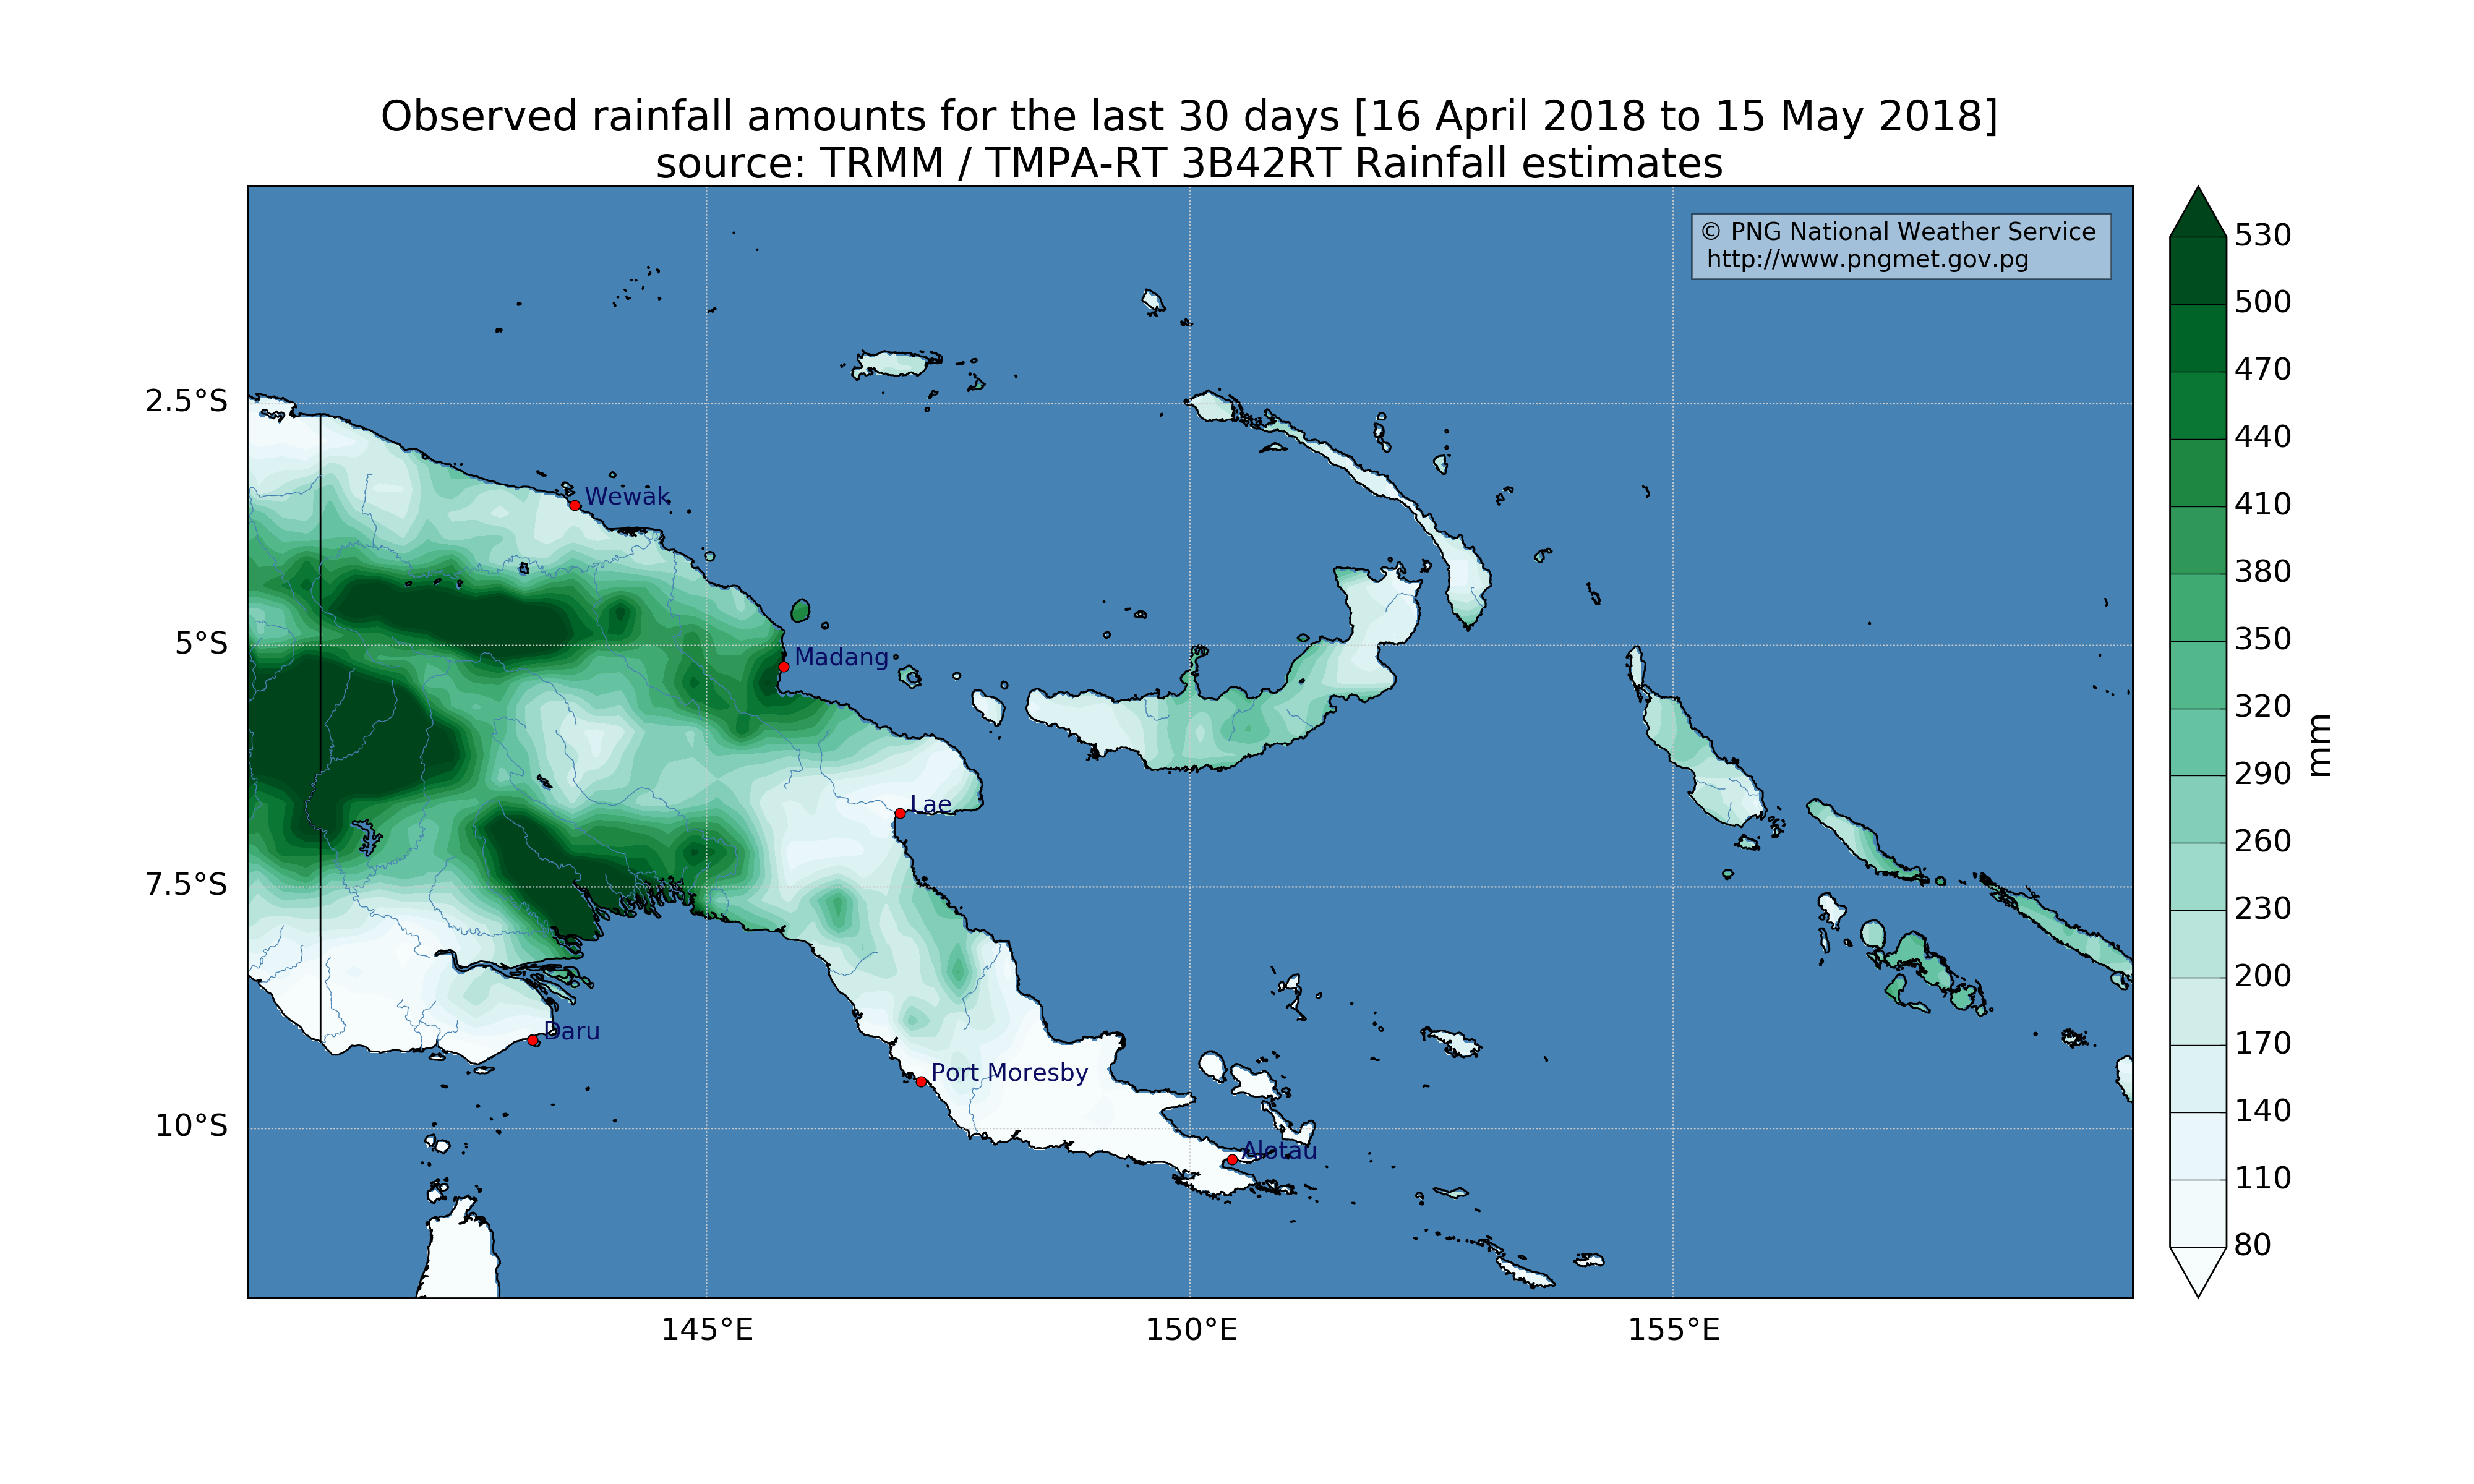 Observed rainfall amounts for the last 30 days [16 April 2018 to 15 May 2018]
source: TRMM / TMPA-RT 3B42RT Rainfall estimates
© PNG National Weather Service
http://www.pngmet.gov.pg
530
500
470
440
410
380
350
320
290
260
230
200
170
140
110
80
mm
2.5°S
5°S
7.5°S
10°S
Wewak
Madang
Lae
Daru
Port Moresby
Alotau
145°E
150°E
155°E